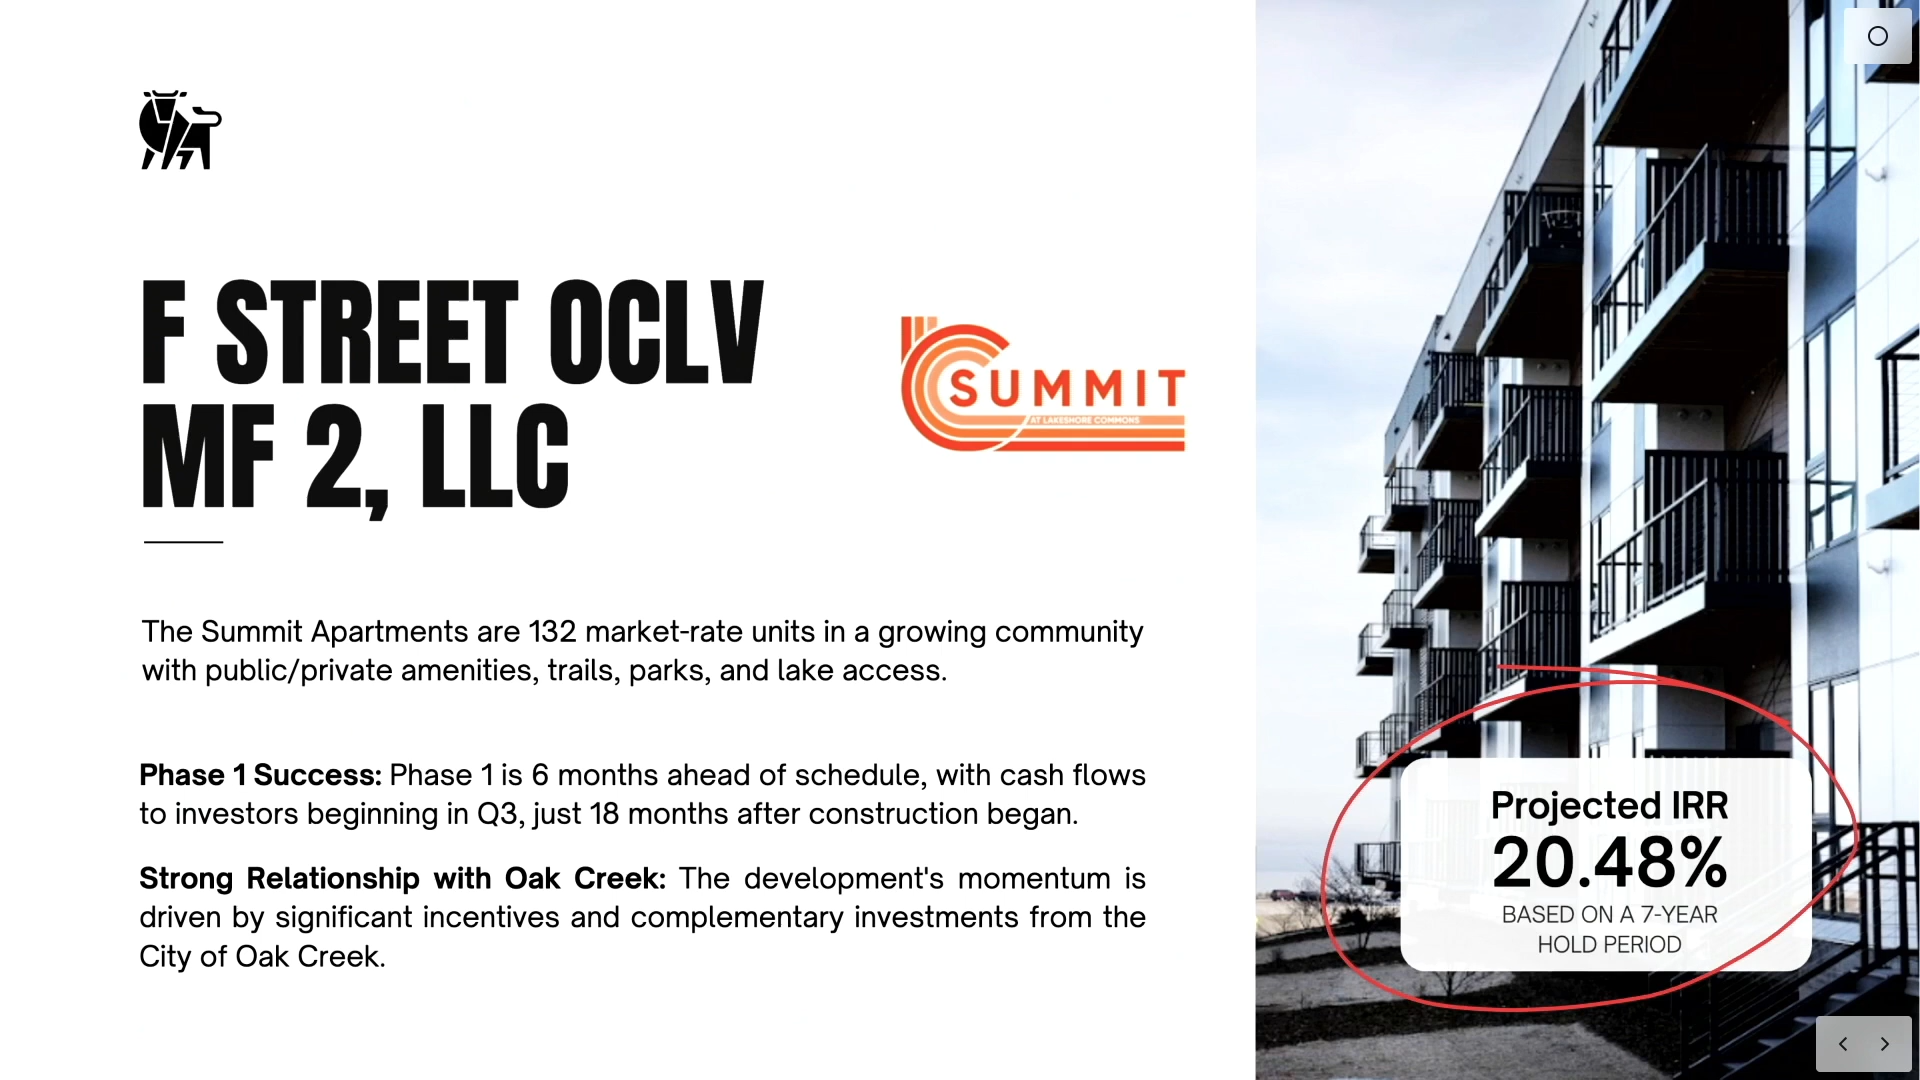 F STREET OCLV
MF 2, LLC
SUMMIT
AT LAKESHORE COMMONS
The Summit Apartments are 132 market-rate units in a growing community
with public/private amenities, trails, parks, and lake access.
Phase 1 Success: Phase 1 is 6 months ahead of schedule, with cash flows
to investors beginning in Q3, just 18 months after construction began.
Strong Relationship with Oak Creek: The development's momentum is
driven by significant incentives and complementary investments from the
City of Oak Creek.
Projected IRR
20.48%
BASED ON A 7-YEAR
HOLD PERIOD